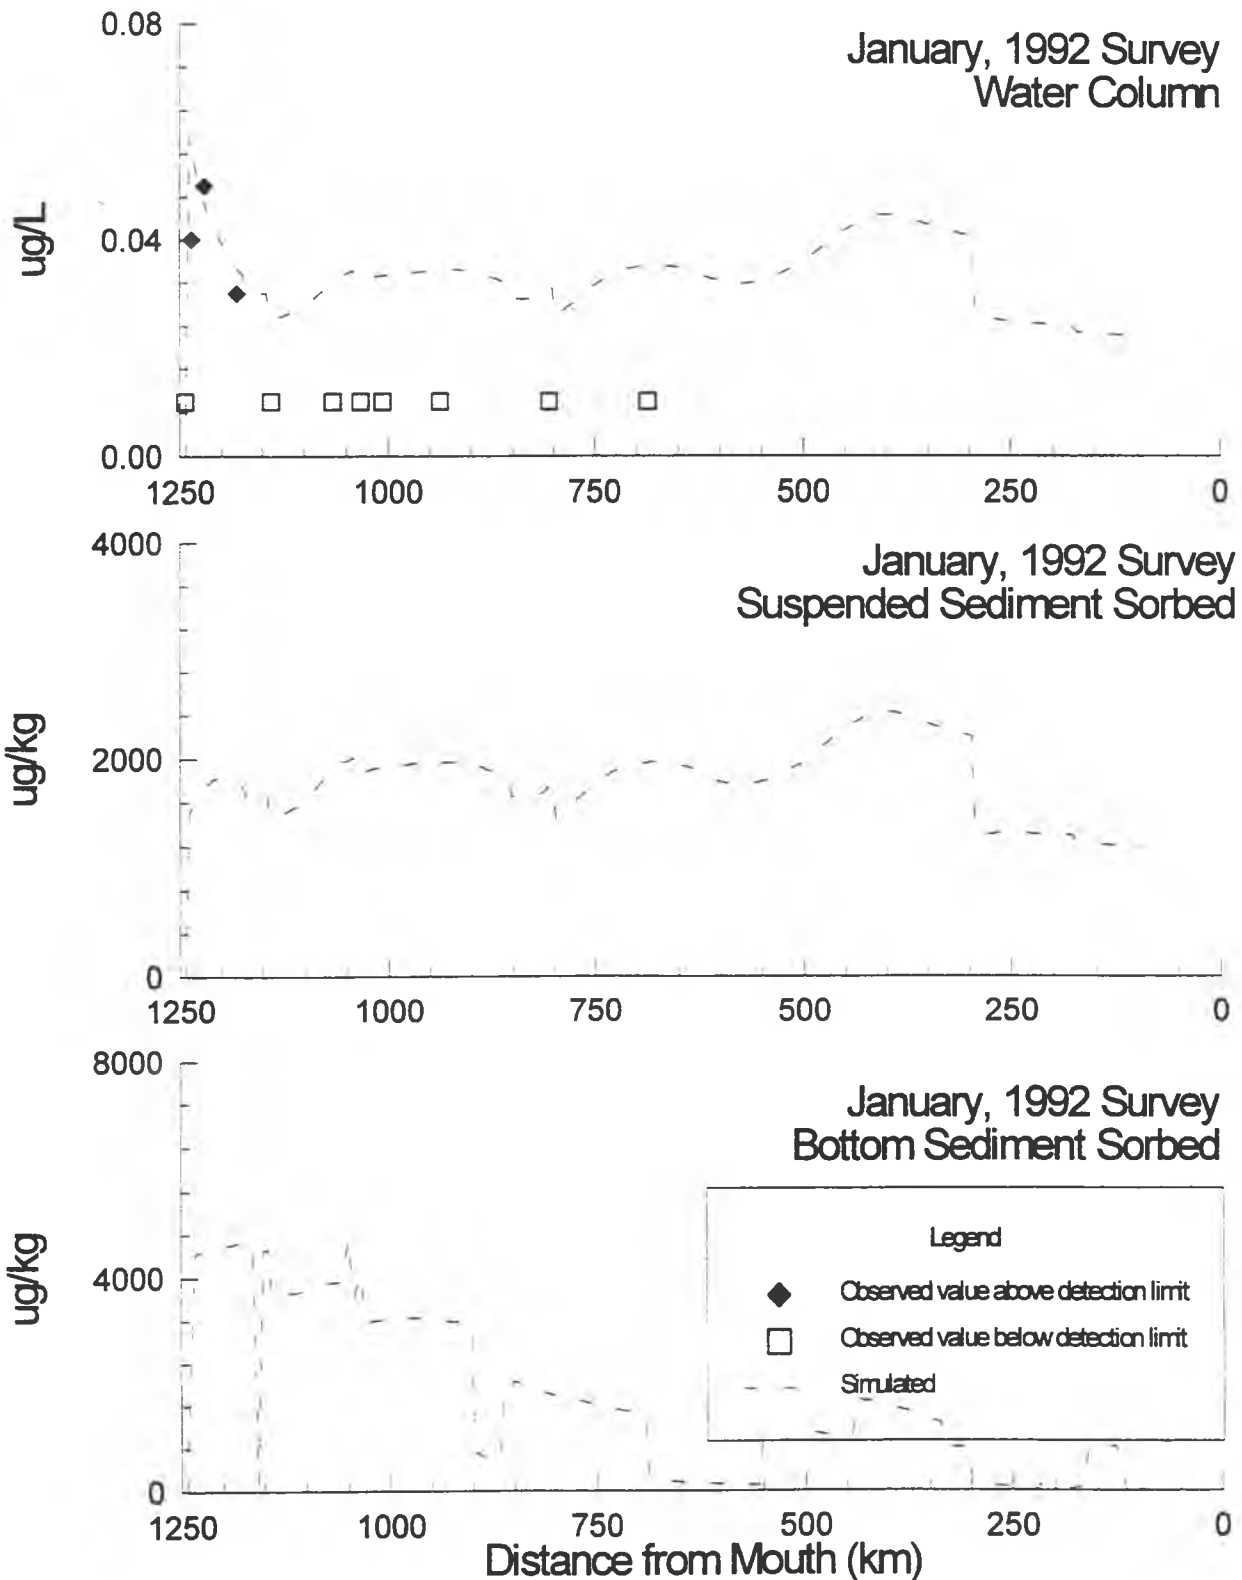 0.08
January, 1992 Survey
Water Column
ug/L
0.04
0.00
1250 1000 750 500 250 0
4000
January, 1992 Survey
Suspended Sediment Sorbed
ug/kg
2000
0
1250 1000 750 500 250 0
8000
January, 1992 Survey
Bottom Sediment Sorbed
ug/kg
Legend
4000
Observed value above detection limit
Observed value below detection limit
Simulated
0
1250 1000 750 500 250 0
Distance from Mouth (km)